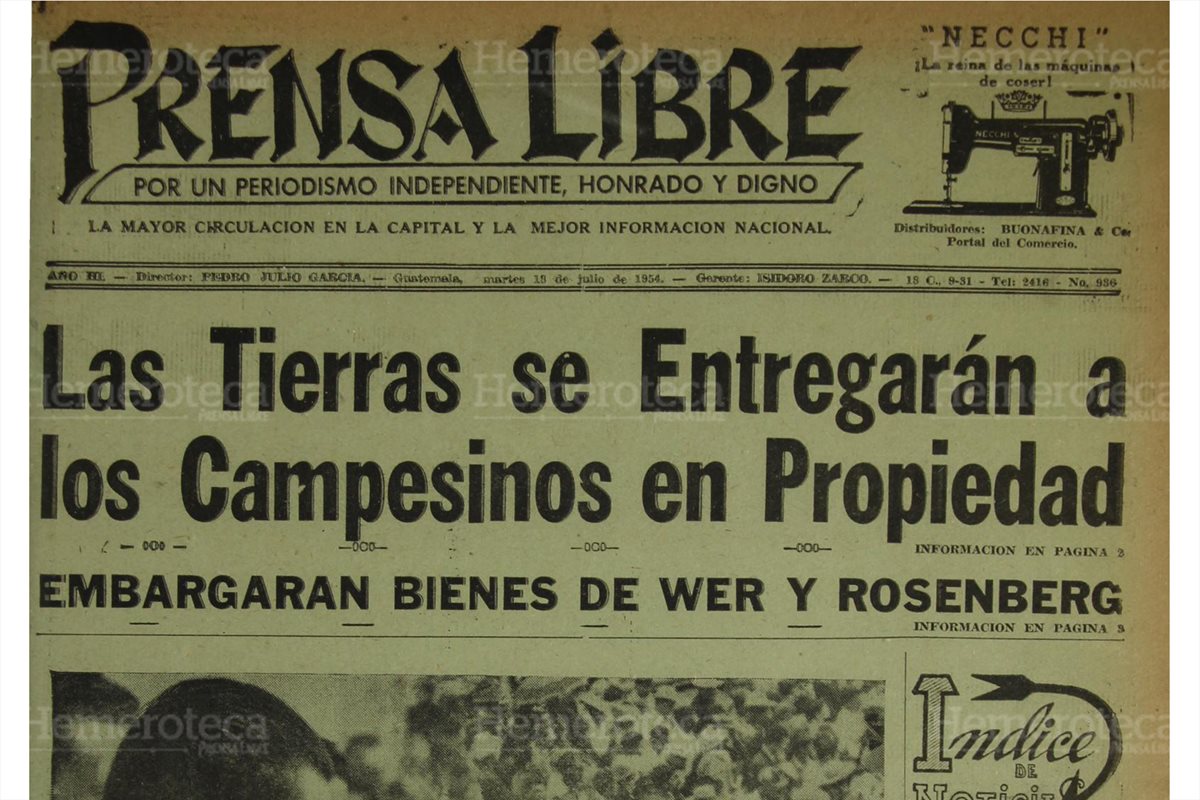 PRENSA LIBRE
POR UN PERIODISMO INDEPENDIENTE, HONRADO Y DIGNO
LA MAYOR CIRCULACION EN LA CAPITAL Y LA MEJOR INFORMACION NACIONAL.
"NECCHI"
¡La reina de las máquinas
de coser!
NECCHI
Distribuidores: BUONAFINA & Co.
Portal del Comercio.
AÑO III. — Director: PEDRO JULIO GARCIA. — Guatemala, martes 13 de julio de 1954. — Gerente: ISIDORO ZARCO. — 13 C., 9-31 - Tel: 2416 - No. 936
Las Tierras se Entregarán a
los Campesinos en Propiedad
INFORMACION EN PAGINA 2
EMBARGARAN BIENES DE WER Y ROSENBERG
INFORMACION EN PAGINA 3
Indice
DE
Hemeroteca
PRENSA LIBRE